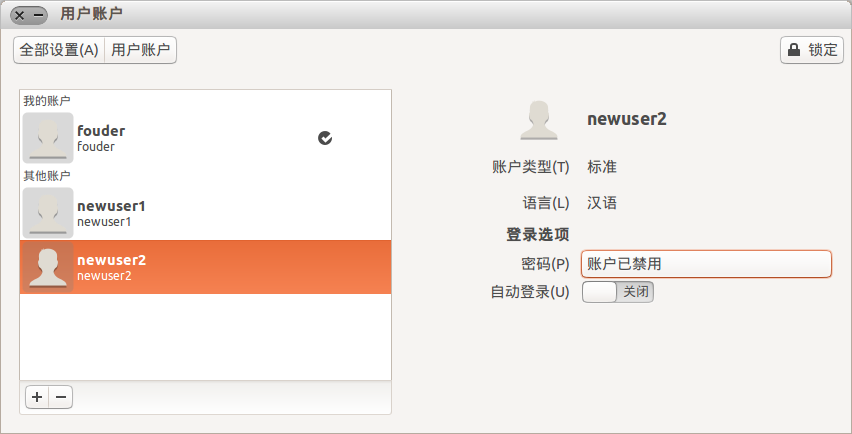 用户账户
全部设置(A) 用户账户 锁定
我的账户
fouder
fouder
其他账户
newuser1
newuser1
newuser2
newuser2
newuser2
账户类型(T) 标准
语言(L) 汉语
登录选项
密码(P) 账户已禁用
自动登录(U) 关闭